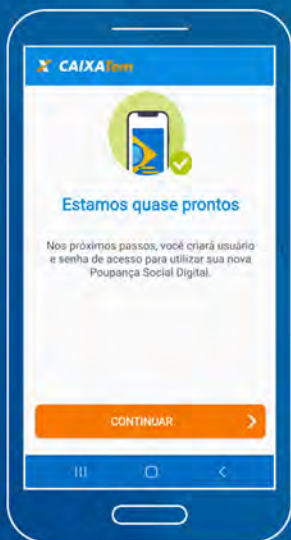 CAIXATem
Estamos quase prontos
Nos próximos passos, você criará usuário
e senha de acesso para utilizar sua nova
Poupança Social Digital.
CONTINUAR